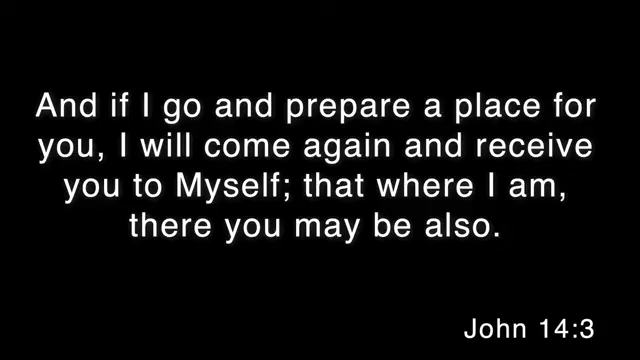 And if I go and prepare a place for
you, I will come again and receive
you to Myself; that where I am,
there you may be also.
John 14:3